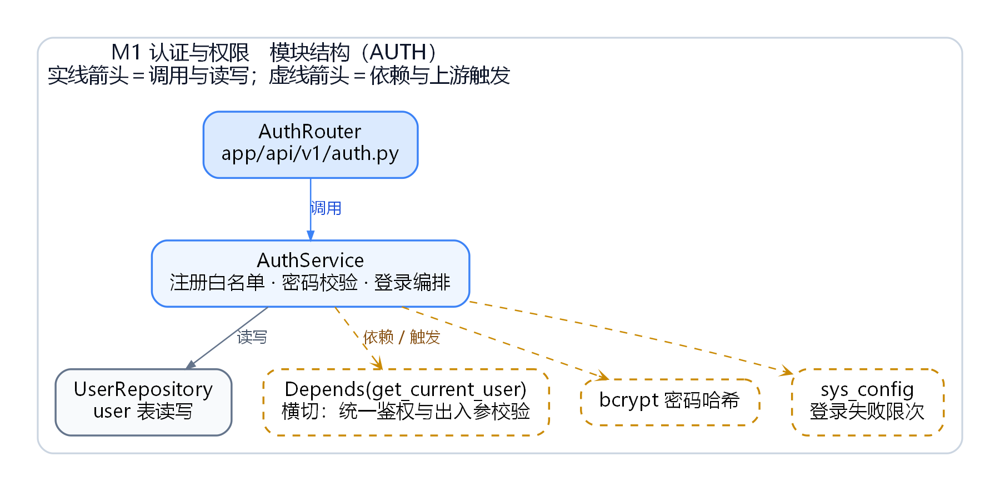 M1 认证与权限　模块结构（AUTH）
实线箭头＝调用与读写；虚线箭头＝依赖与上游触发
AuthRouter
app/api/v1/auth.py
调用
AuthService
注册白名单 · 密码校验 · 登录编排
读写
依赖 / 触发
UserRepository
user 表读写
Depends(get_current_user)
横切：统一鉴权与出入参校验
bcrypt 密码哈希
sys_config
登录失败限次